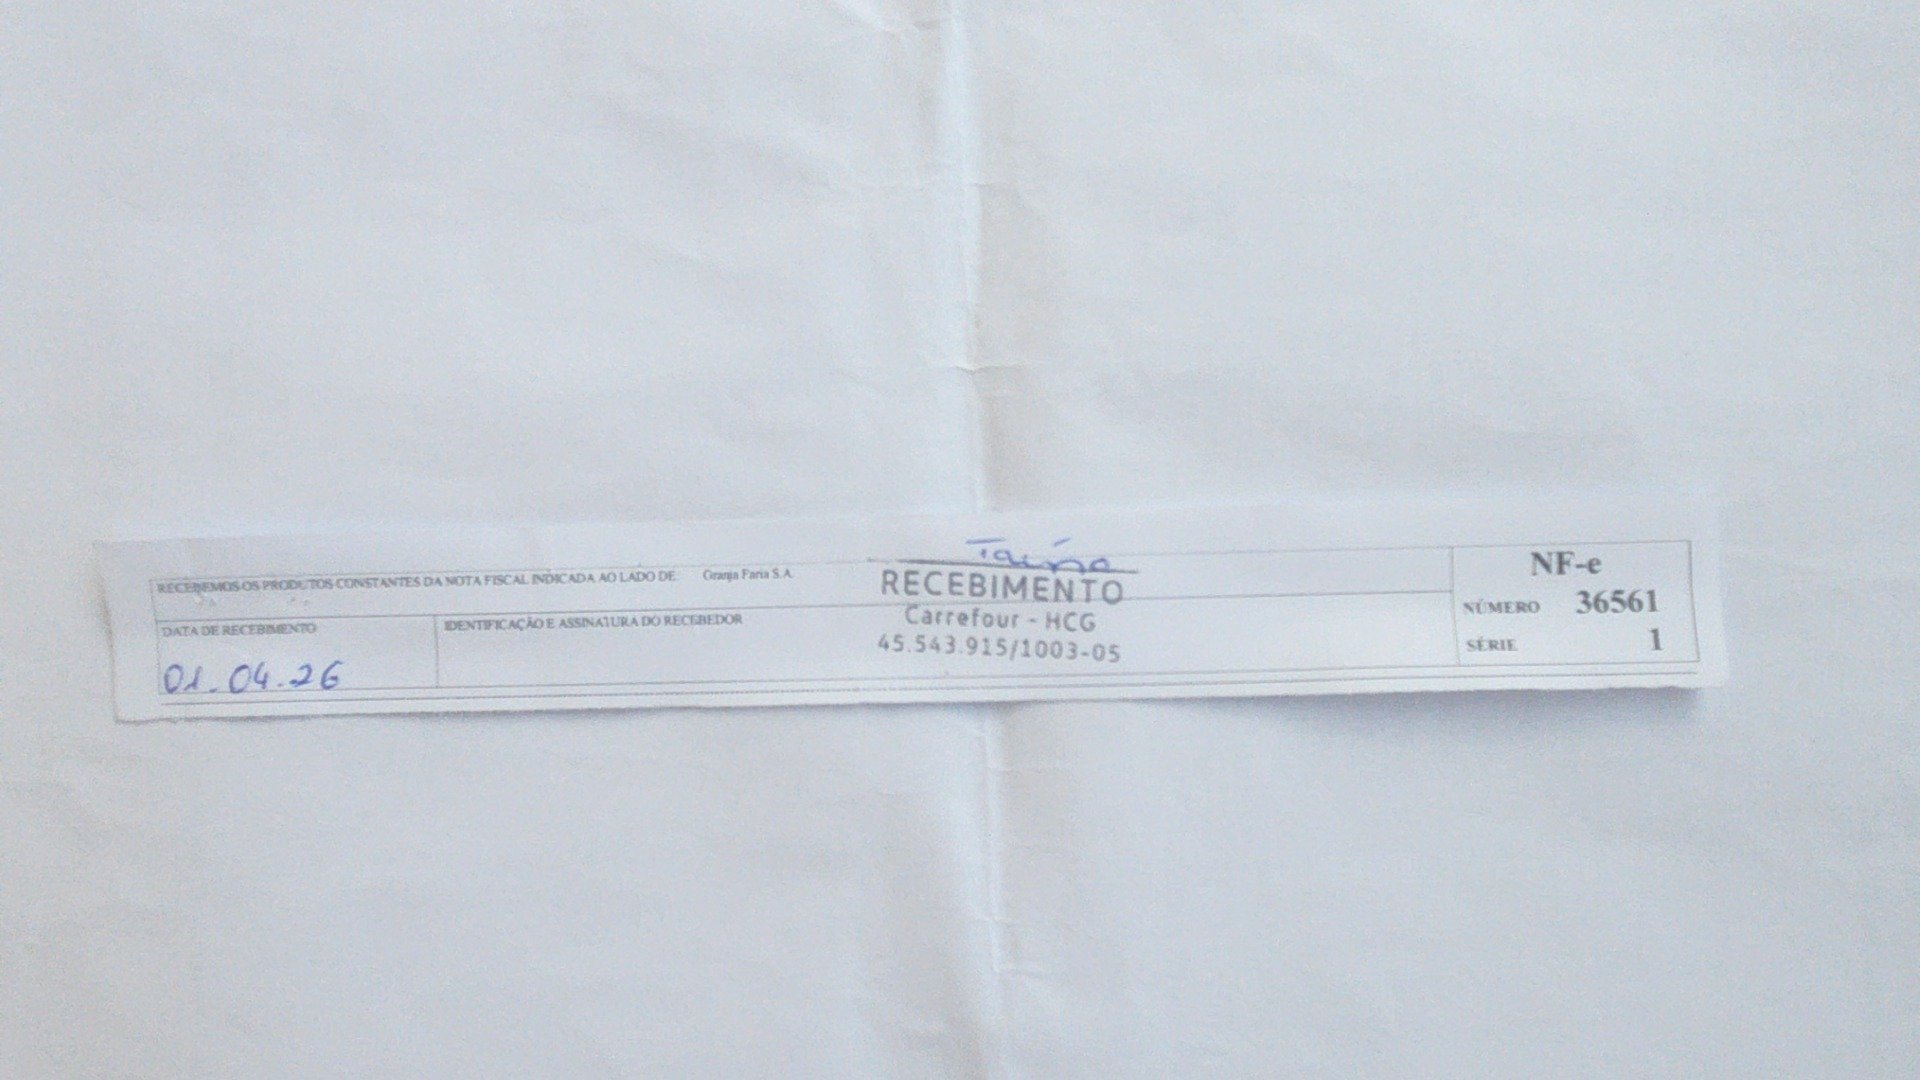 RECEBEMOS OS PRODUTOS CONSTANTES DA NOTA FISCAL INDICADA AO LADO DE Granja Faria S.A.
DATA DE RECEBIMENTO
01.04.26
IDENTIFICAÇÃO E ASSINATURA DO RECEBEDOR
RECEBIMENTO
Carrefour - HCG
45.543.915/1003-05
NF-e
NÚMERO 36561
SÉRIE 1